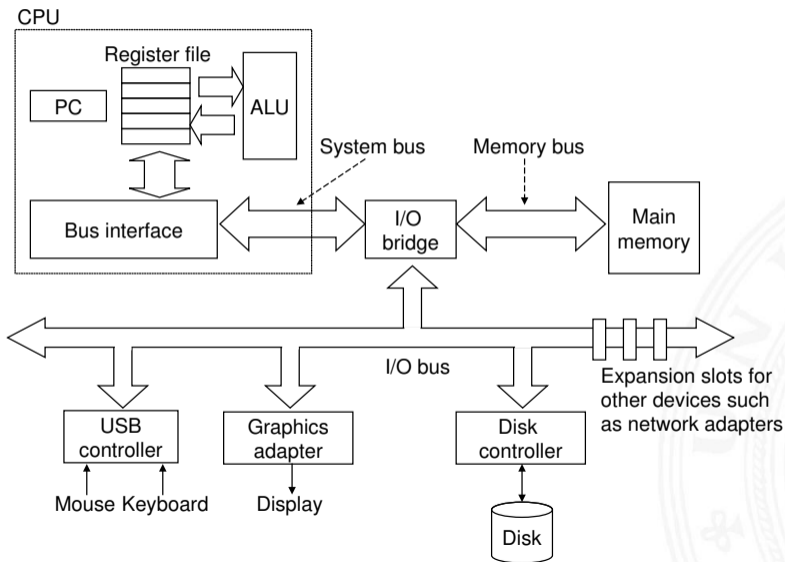 CPU
Register file
PC
ALU
System bus
Memory bus
Bus interface
I/O
bridge
Main
memory
I/O bus
Expansion slots for
other devices such
as network adapters
USB
controller
Graphics
adapter
Disk
controller
Mouse Keyboard
Display
Disk